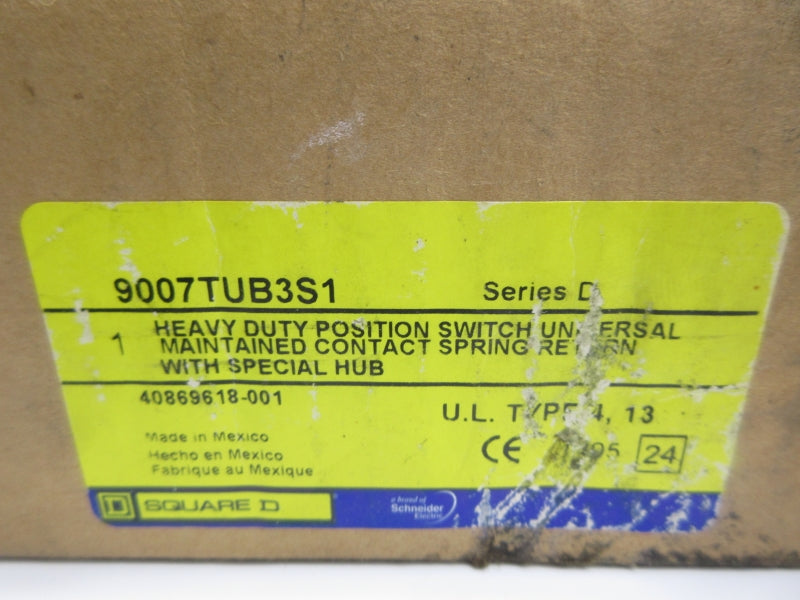 9007TUB3S1 Series D
1 HEAVY DUTY POSITION SWITCH UNIVERSAL
MAINTAINED CONTACT SPRING RETURN
WITH SPECIAL HUB
40869618-001
U.L. TYPE 4, 13
Made in Mexico
Hecho en Mexico
Fabrique au Mexique
CE 24
D SQUARE D
a brand of
Schneider
Electric